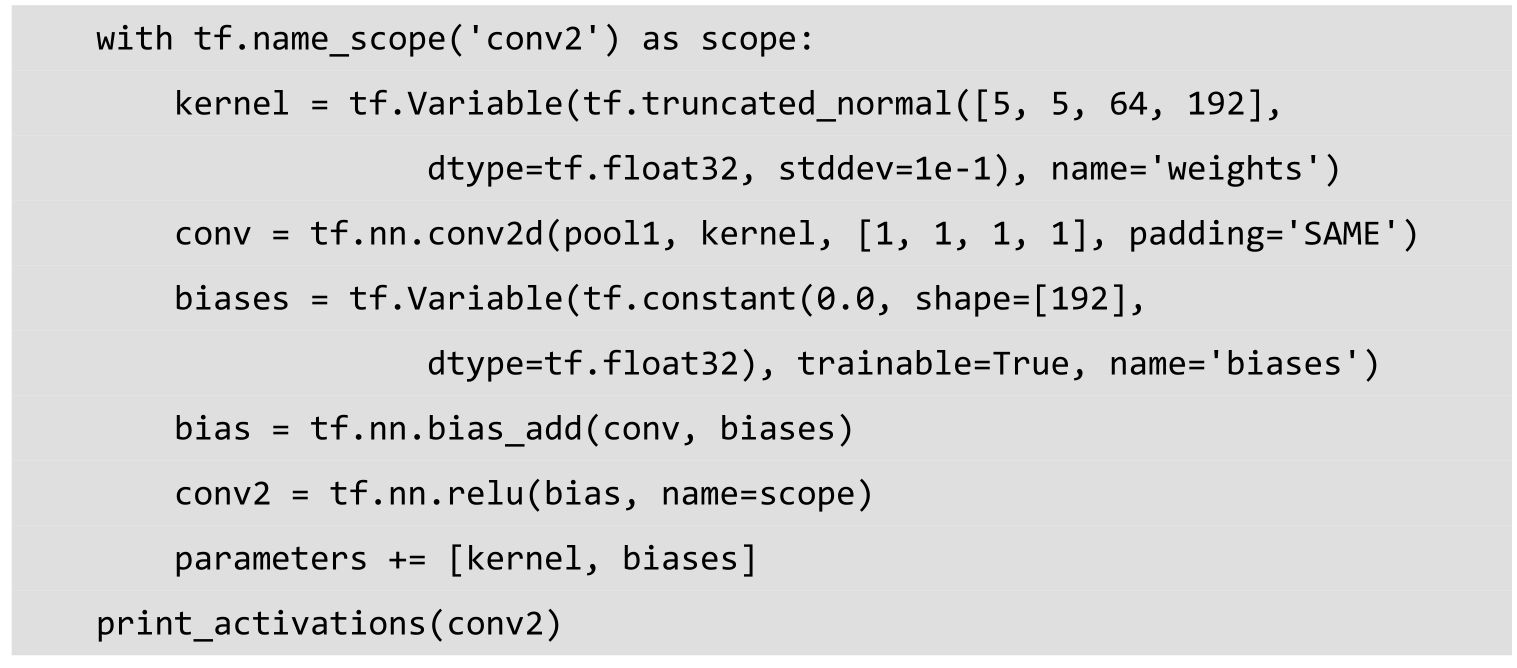 with tf.name_scope('conv2') as scope:
    kernel = tf.Variable(tf.truncated_normal([5, 5, 64, 192],
                 dtype=tf.float32, stddev=1e-1), name='weights')
    conv = tf.nn.conv2d(pool1, kernel, [1, 1, 1, 1], padding='SAME')
    biases = tf.Variable(tf.constant(0.0, shape=[192],
                 dtype=tf.float32), trainable=True, name='biases')
    bias = tf.nn.bias_add(conv, biases)
    conv2 = tf.nn.relu(bias, name=scope)
    parameters += [kernel, biases]
print_activations(conv2)